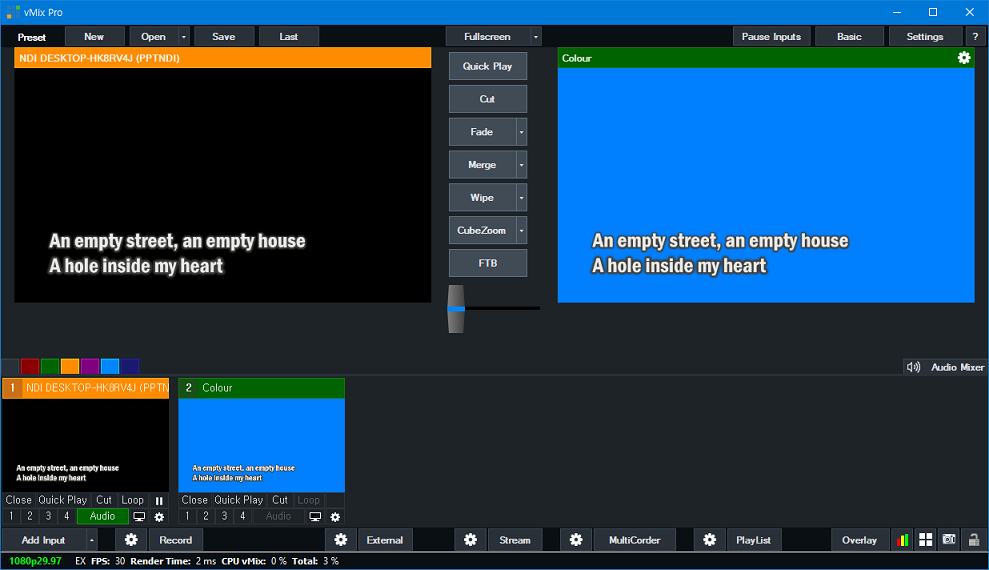 vMix Pro
Preset New Open Save Last Fullscreen Pause Inputs Basic Settings ?
NDI DESKTOP-HK8RV4J (PPTNDI)
Colour
Quick Play
Cut
Fade
Merge
Wipe
CubeZoom
FTB
An empty street, an empty house
A hole inside my heart
An empty street, an empty house
A hole inside my heart
Audio Mixer
1 NDI DESKTOP-HK8RV4J (PPTN
2 Colour
An empty street, an empty house
A hole inside my heart
An empty street, an empty house
A hole inside my heart
Close Quick Play Cut Loop
Close Quick Play Cut Loop
1 2 3 4 Audio
1 2 3 4 Audio
Add Input Record External Stream MultiCorder PlayList Overlay
1080p29.97 EX FPS: 30 Render Time: 2 ms CPU vMix: 0 % Total: 3 %